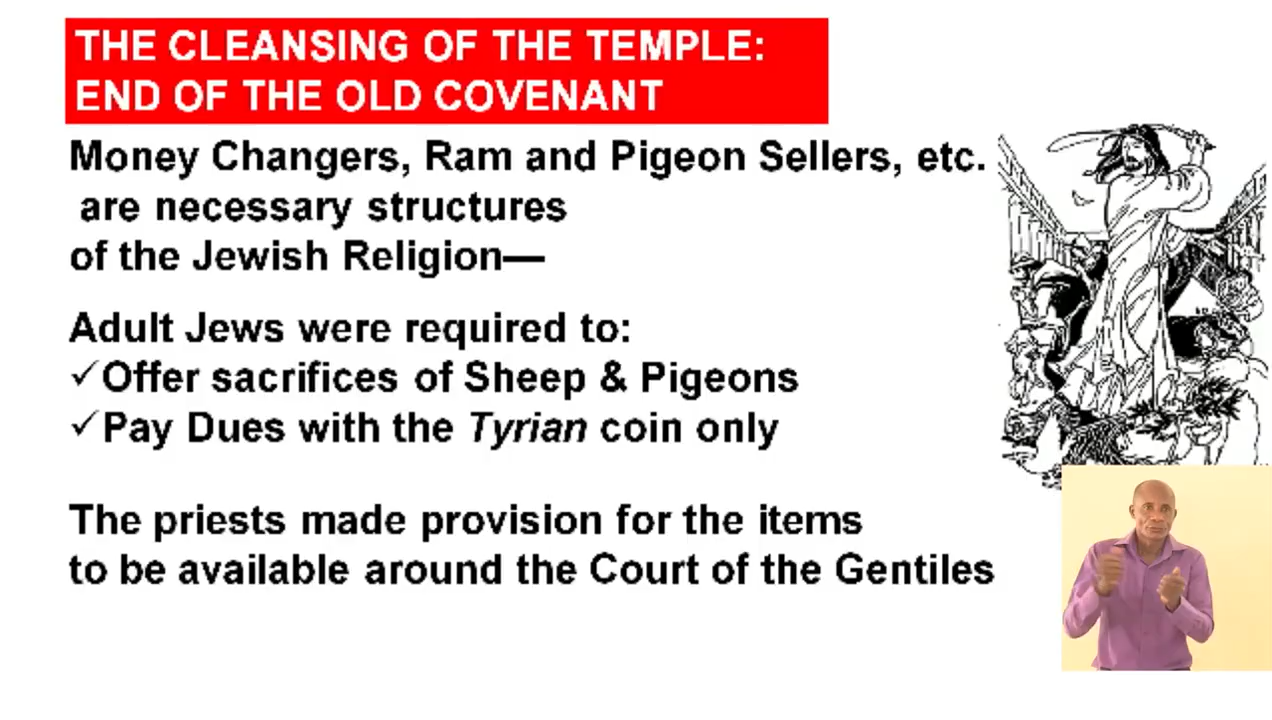 THE CLEANSING OF THE TEMPLE:
END OF THE OLD COVENANT
Money Changers, Ram and Pigeon Sellers, etc.
are necessary structures
of the Jewish Religion—
Adult Jews were required to:
✓Offer sacrifices of Sheep & Pigeons
✓Pay Dues with the Tyrian coin only
The priests made provision for the items
to be available around the Court of the Gentiles